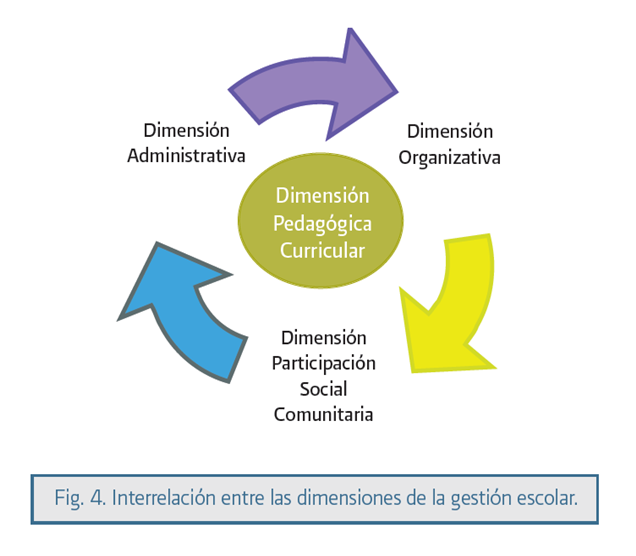 Dimensión
Administrativa
Dimensión
Organizativa
Dimensión
Pedagógica
Curricular
Dimensión
Participación
Social
Comunitaria
Fig. 4. Interrelación entre las dimensiones de la gestión escolar.